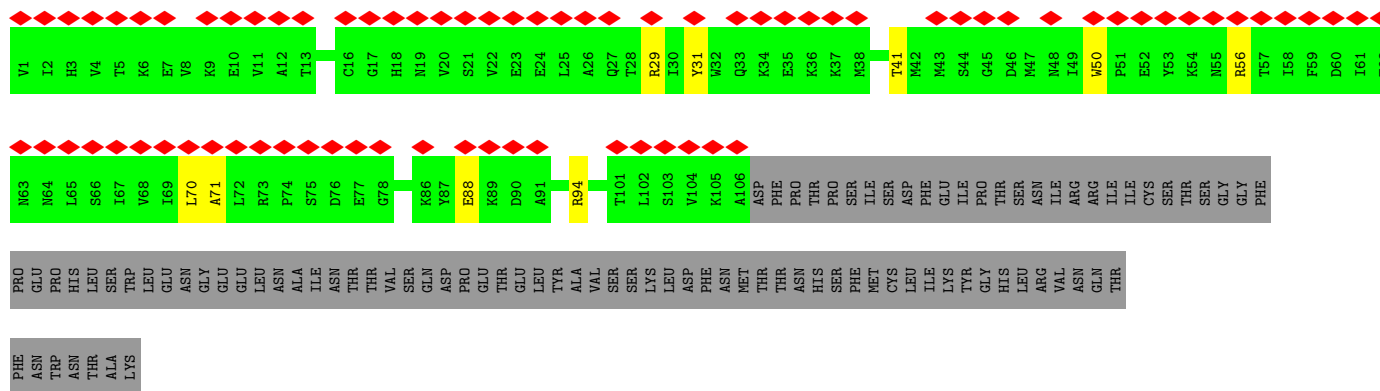 V1 I2 H3 V4 T5 K6 E7 V8 K9 E10 V11 A12 T13 C16 G17 H18 N19 V20 S21 V22 E23 E24 L25 A26 Q27 T28 R29 I30 Y31 W32 Q33 K34 E35 K36 K37 M38 T41 M42 M43 S44 G45 D46 M47 N48 I49 W50 P51 E52 Y53 K54 N55 R56 T57 I58 F59 D60 I61
N63 N64 L65 S66 I67 V68 I69 L70 A71 L72 R73 P74 S75 D76 E77 G78 K86 Y87 E88 K89 D90 A91 R94 T101 L102 S103 V104 K105 A106 ASP PHE PRO THR PRO SER ILE SER ASP PHE GLU ILE PRO THR SER ASN ILE ARG ARG ILE ILE CYS SER THR SER GLY GLY PHE
PRO GLU PRO HIS LEU SER TRP LEU GLU ASN GLY GLU GLU LEU ASN ALA ILE ASN THR THR VAL SER GLN ASP PRO GLU THR GLU LEU TYR ALA VAL SER SER LYS LEU ASP PHE ASN MET THR THR ASN HIS SER PHE MET CYS LEU ILE LYS TYR GLY HIS LEU ARG VAL ASN GLN THR
PHE ASN TRP ASN THR ALA LYS